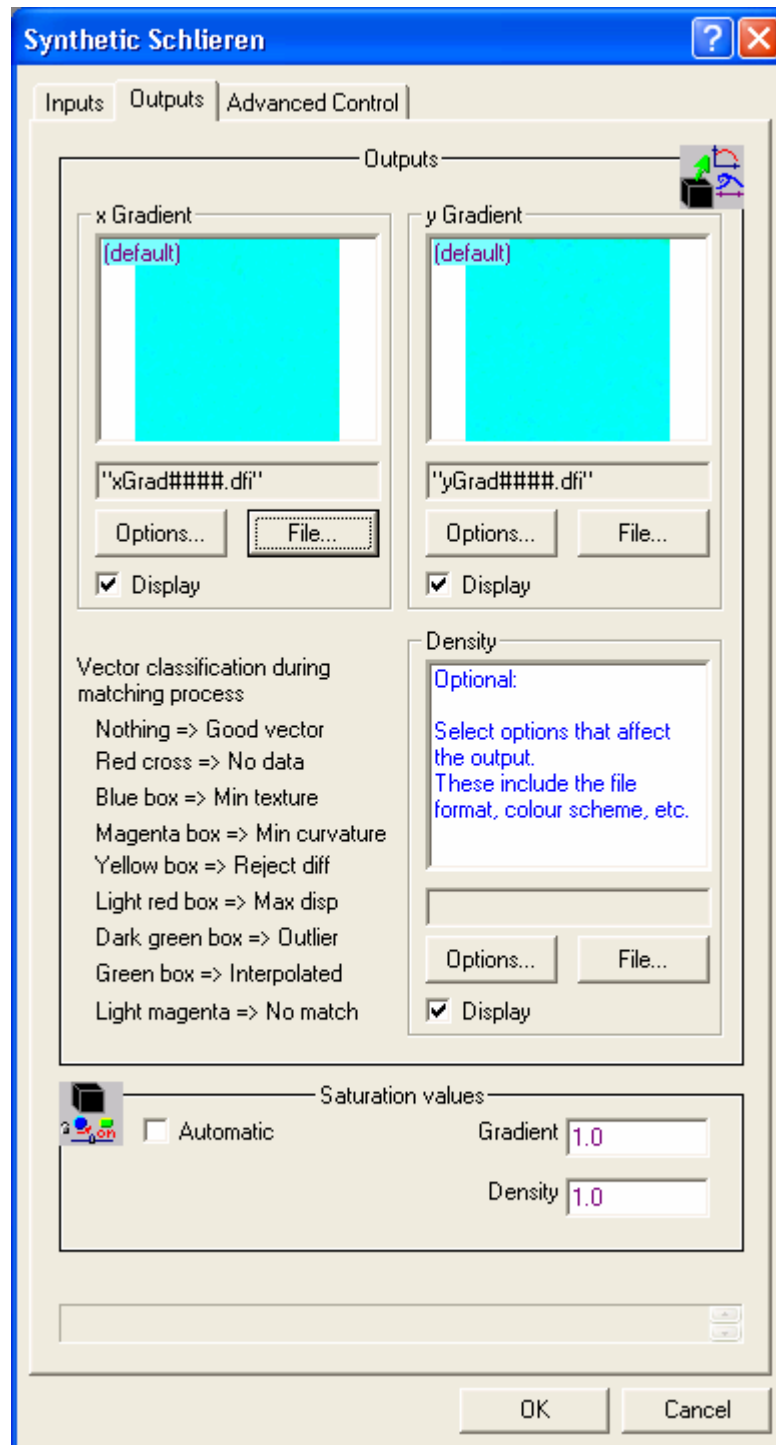 Synthetic Schlieren
Inputs
Outputs
Advanced Control
Outputs
x Gradient
(default)
"xGrad####.dfi"
Options...
File...
Display
y Gradient
(default)
"yGrad####.dfi"
Options...
File...
Display
Vector classification during
matching process
Nothing => Good vector
Red cross => No data
Blue box => Min texture
Magenta box => Min curvature
Yellow box => Reject diff
Light red box => Max disp
Dark green box => Outlier
Green box => Interpolated
Light magenta => No match
Density
Optional:
Select options that affect
the output.
These include the file
format, colour scheme, etc.
Options...
File...
Display
Saturation values
on
Automatic
Gradient
1.0
Density
1.0
OK
Cancel